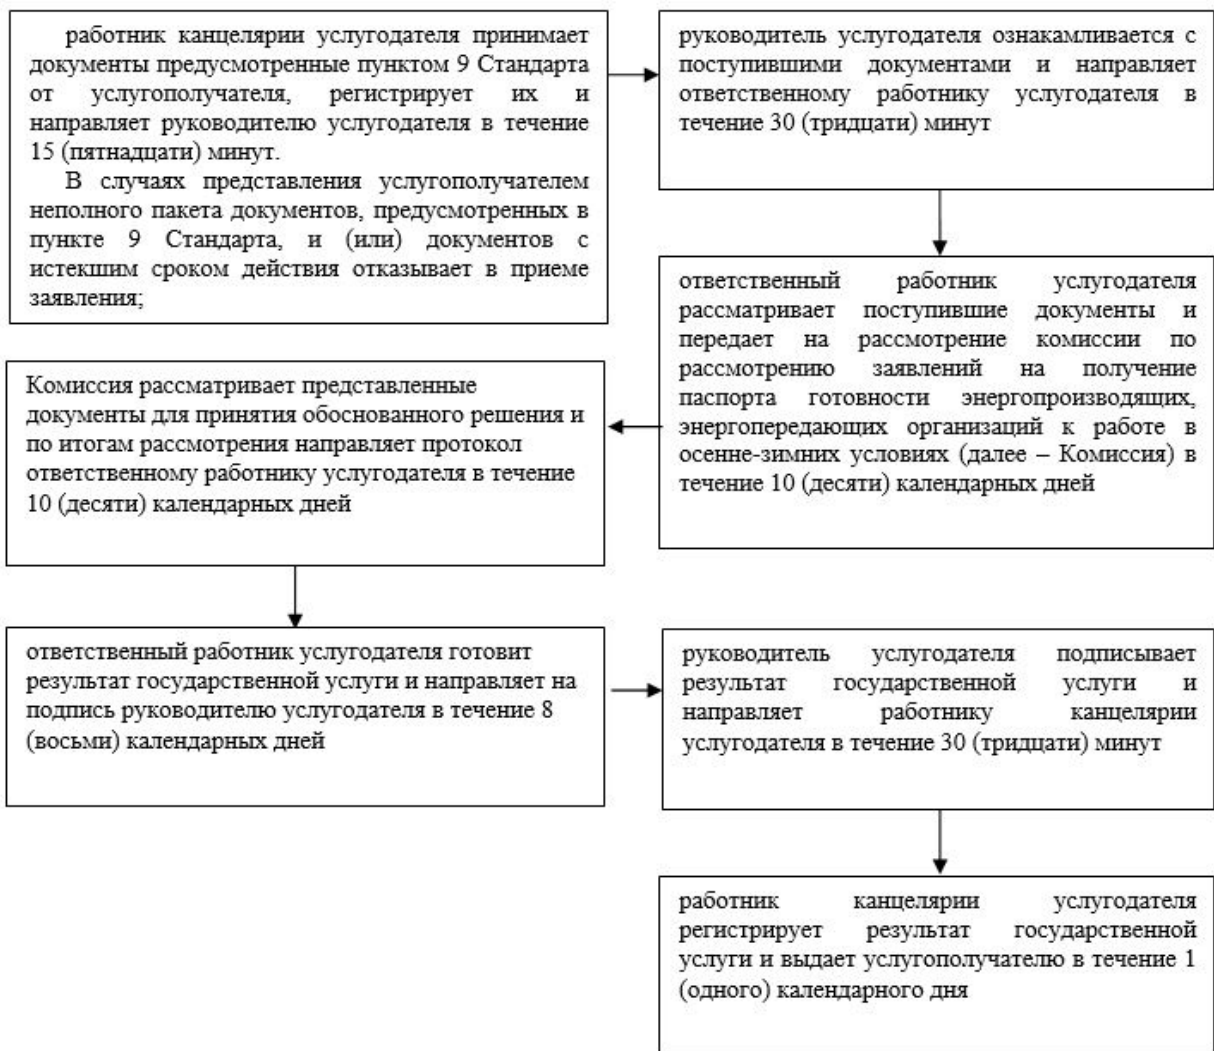 работник канцелярии услугодателя принимает
документы предусмотренные пунктом 9 Стандарта
от услугополучателя, регистрирует их и
направляет руководителю услугодателя в течение
15 (пятнадцати) минут.
В случаях представления услугополучателем
неполного пакета документов, предусмотренных в
пункте 9 Стандарта, и (или) документов с
истекшим сроком действия отказывает в приеме
заявления;
руководитель услугодателя ознакамливается с
поступившими документами и направляет
ответственному работнику услугодателя в
течение 30 (тридцати) минут
ответственный работник услугодателя
рассматривает поступившие документы и
передает на рассмотрение комиссии по
рассмотрению заявлений на получение
паспорта готовности энергопроизводящих,
энергопередающих организаций к работе в
осенне-зимних условиях (далее – Комиссия) в
течение 10 (десяти) календарных дней
Комиссия рассматривает представленные
документы для принятия обоснованного решения и
по итогам рассмотрения направляет протокол
ответственному работнику услугодателя в течение
10 (десяти) календарных дней
ответственный работник услугодателя готовит
результат государственной услуги и направляет на
подпись руководителю услугодателя в течение 8
(восьми) календарных дней
руководитель услугодателя подписывает
результат государственной услуги и
направляет работнику канцелярии
услугодателя в течение 30 (тридцати) минут
работник канцелярии услугодателя
регистрирует результат государственной
услуги и выдает услугополучателю в течение 1
(одного) календарного дня